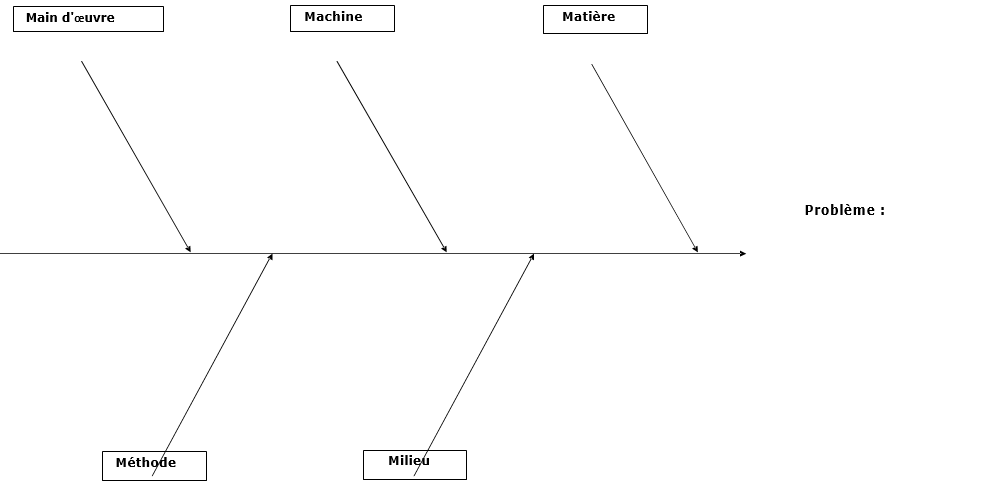 Main d'œuvre
Machine
Matière
Problème :
Méthode
Milieu